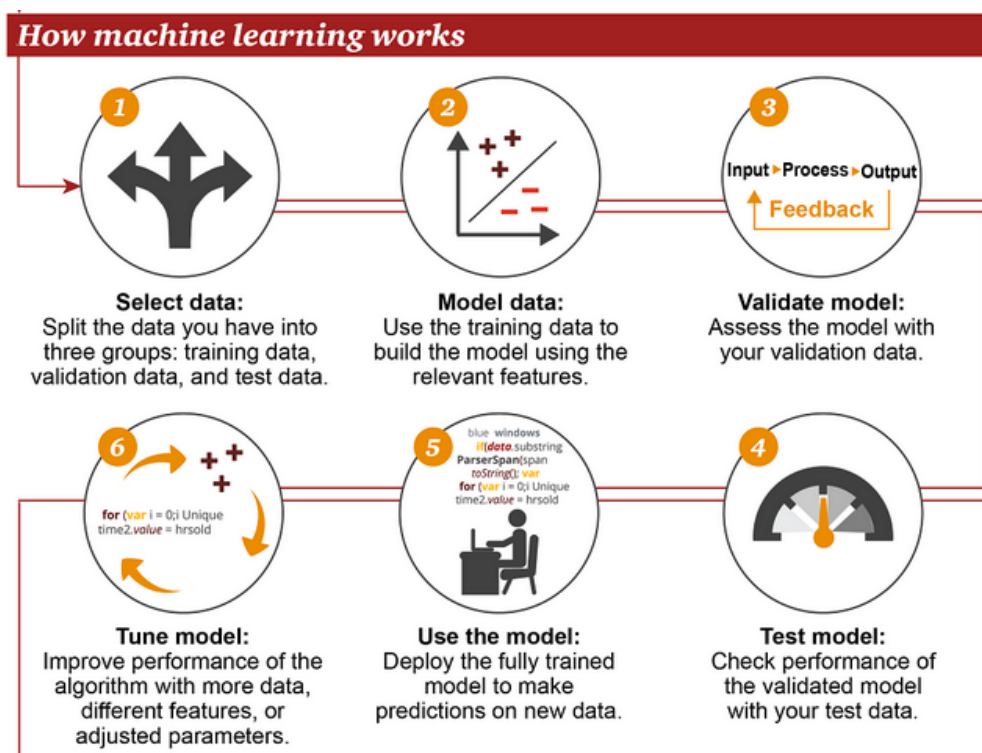 How machine learning works
1
Select data:
Split the data you have into
three groups: training data,
validation data, and test data.
2
Model data:
Use the training data to
build the model using the
relevant features.
3
Input Process Output
Feedback
Validate model:
Assess the model with
your validation data.
4
Test model:
Check performance of
the validated model
with your test data.
5
blue windows
if(data.substring
ParserSpan(span
toString(); var
for (var i = 0;i Unique
time2.value = hrsold
Use the model:
Deploy the fully trained
model to make
predictions on new data.
6
for (var i = 0;i Unique
time2.value = hrsold
Tune model:
Improve performance of the
algorithm with more data,
different features, or
adjusted parameters.